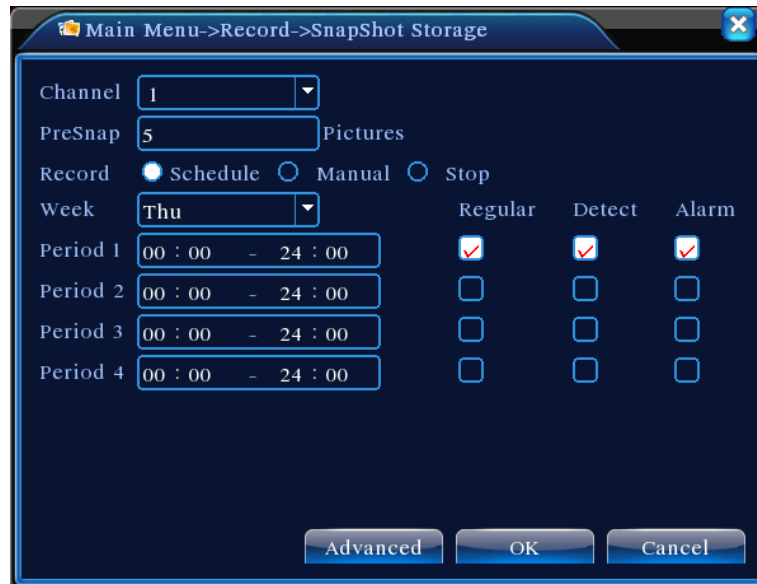 Main Menu->Record->SnapShot Storage
Channel 1
PreSnap 5 Pictures
Record Schedule Manual Stop
Week Thu Regular Detect Alarm
Period 1 00 : 00 - 24 : 00
Period 2 00 : 00 - 24 : 00
Period 3 00 : 00 - 24 : 00
Period 4 00 : 00 - 24 : 00
Advanced OK Cancel